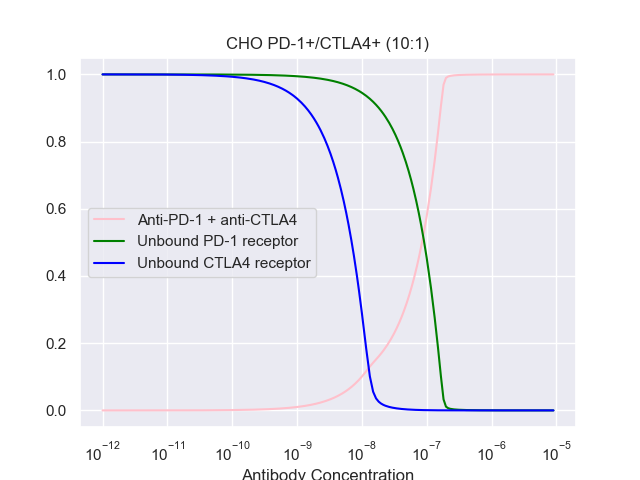 CHO PD-1+/CTLA4+ (10:1)
1.0
0.8
0.6
0.4
0.2
0.0
Anti-PD-1 + anti-CTLA4
Unbound PD-1 receptor
Unbound CTLA4 receptor
10⁻¹² 10⁻¹¹ 10⁻¹⁰ 10⁻⁹ 10⁻⁸ 10⁻⁷ 10⁻⁶ 10⁻⁵
Antibody Concentration